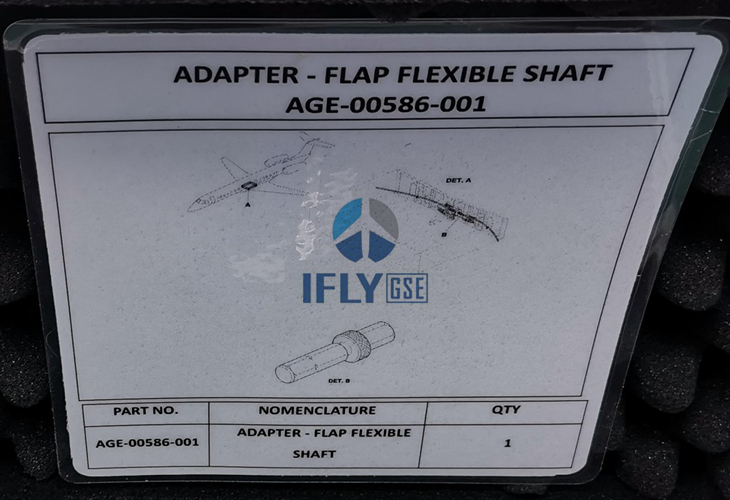 ADAPTER - FLAP FLEXIBLE SHAFT
AGE-00586-001
A
DET. A
B
IFLY GSE
DET. B
PART NO. NOMENCLATURE QTY
AGE-00586-001 ADAPTER - FLAP FLEXIBLE SHAFT 1